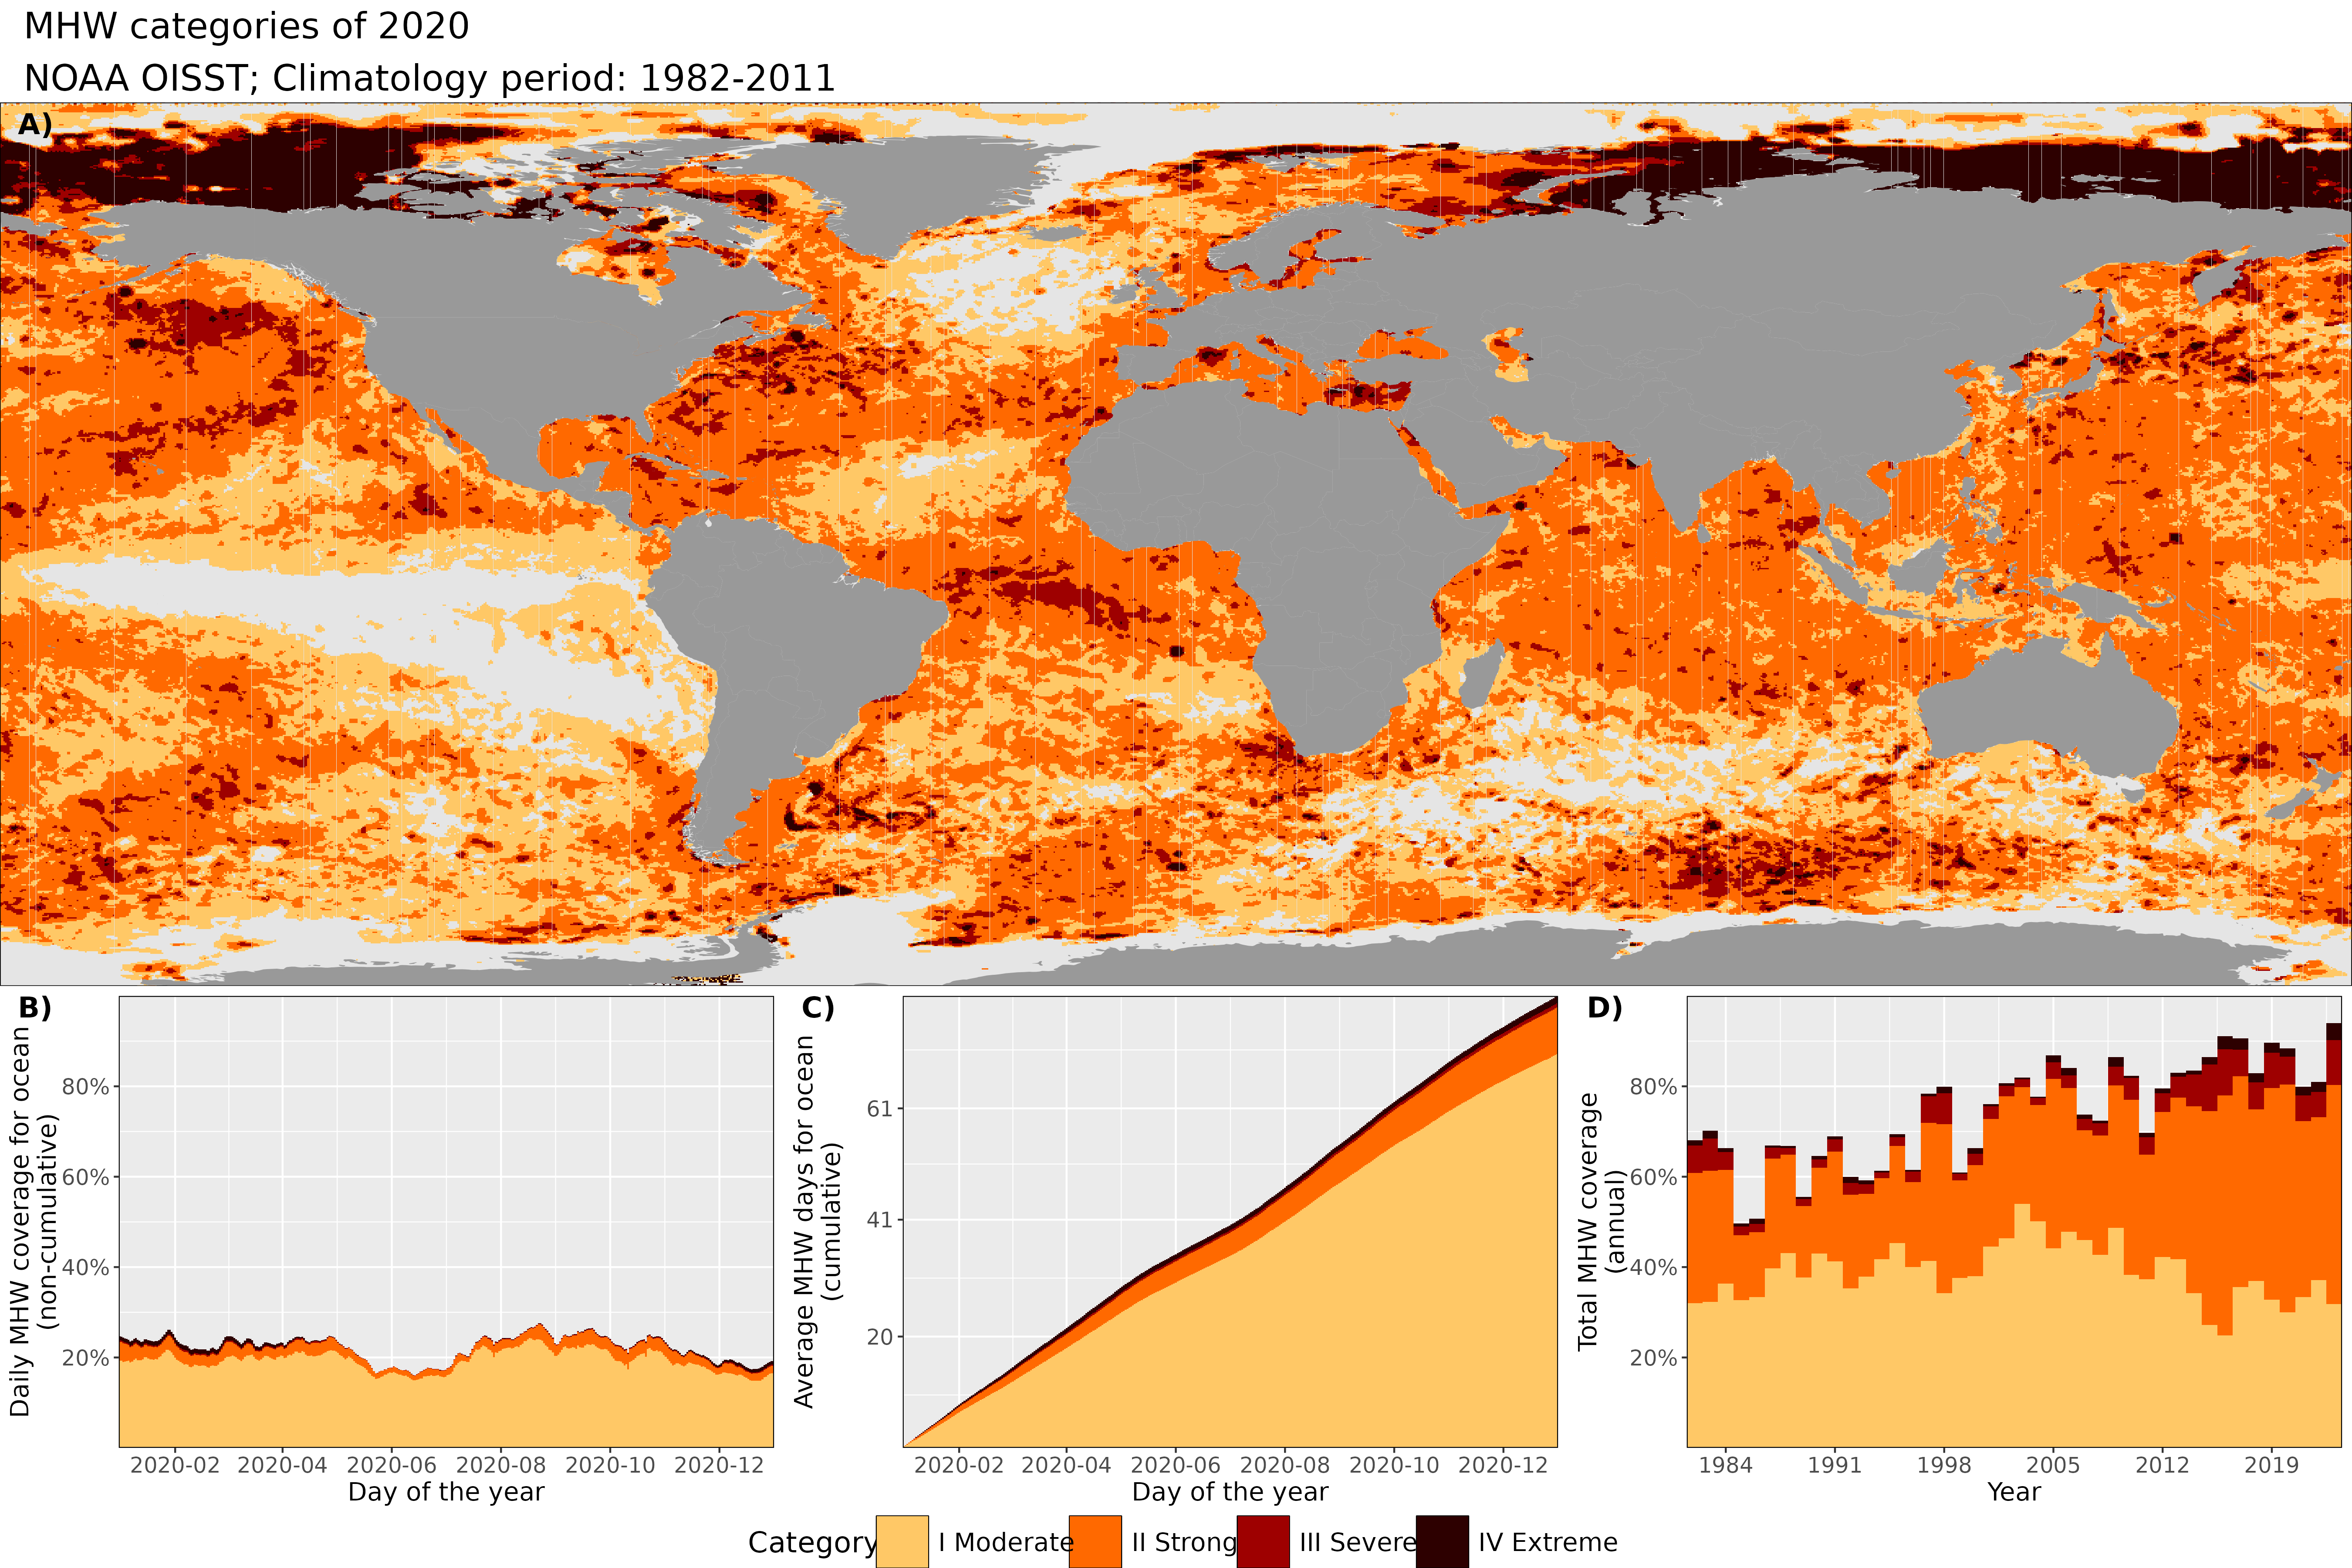 MHW categories of 2020
NOAA OISST; Climatology period: 1982-2011
A)
B)
Daily MHW coverage for ocean
(non-cumulative)
80%
60%
40%
20%
2020-02 2020-04 2020-06 2020-08 2020-10 2020-12
Day of the year
C)
Average MHW days for ocean
(cumulative)
61
41
20
2020-02 2020-04 2020-06 2020-08 2020-10 2020-12
Day of the year
D)
Total MHW coverage
(annual)
80%
60%
40%
20%
1984 1991 1998 2005 2012 2019
Year
Category I Moderate II Strong III Severe IV Extreme